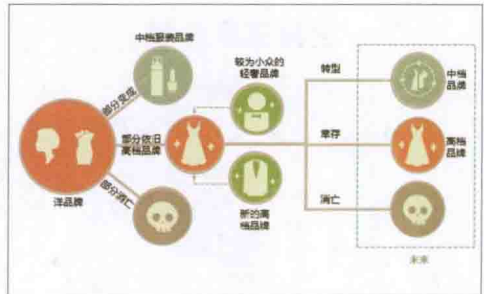 中档服装品牌
较为小众的
轻奢品牌
转型
中档
品牌
部分变成
部分依旧
高档品牌
幸存
高档
品牌
洋品牌
部分消亡
新的高
档品牌
消亡
未来